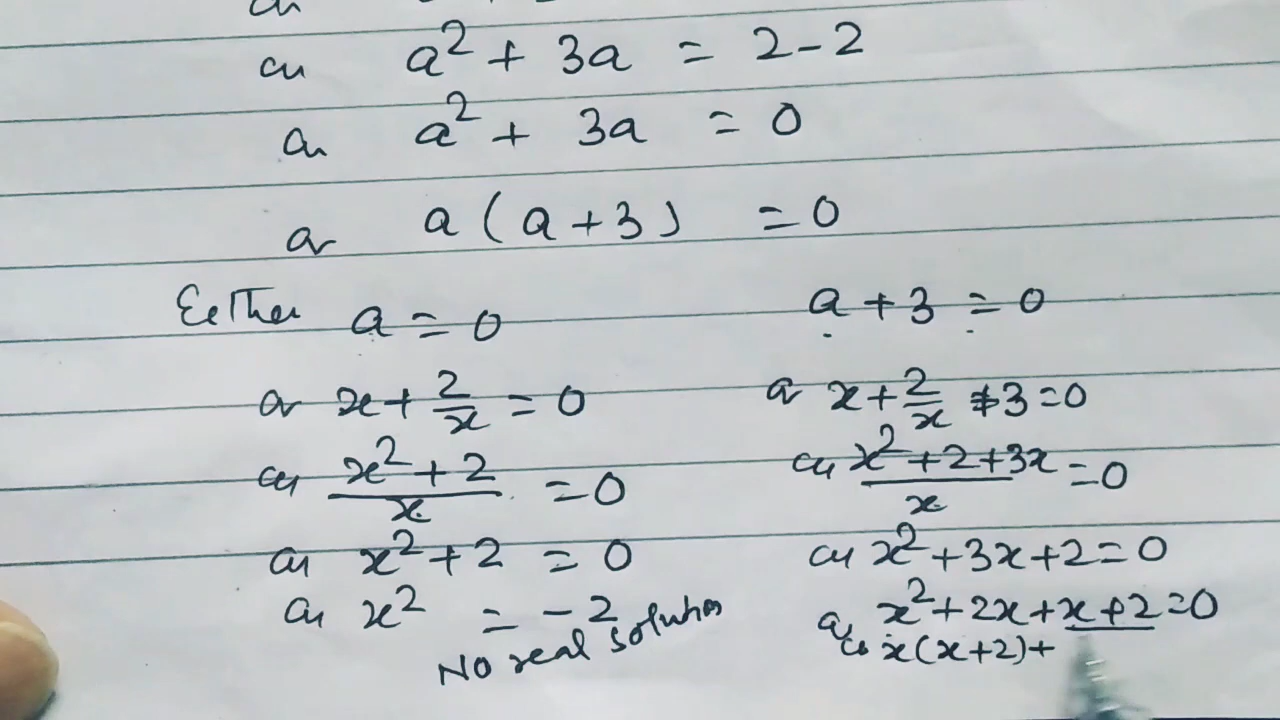 or a² + 3a = 2-2
or a² + 3a = 0
or a (a+3) = 0
Either a = 0
a + 3 = 0
or x + 2/x = 0
or x + 2/x + 3 = 0
or (x² + 2)/x = 0
or (x² + 2 + 3x)/x = 0
or x² + 2 = 0
or x² + 3x + 2 = 0
or x² = -2
or x² + 2x + x + 2 = 0
No real solution
or x(x+2) +